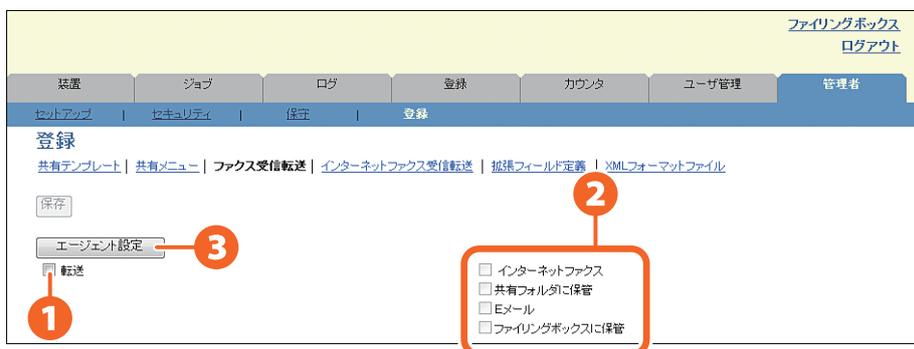 ファイリングボックス
ログアウト
装置 ジョブ ログ 登録 カウンタ ユーザ管理 管理者
セットアップ | セキュリティ | 保守 | 登録
登録
共有テンプレート | 共有メニュー | ファクス受信転送 | インターネットファクス受信転送 | 拡張フィールド定義 | XMLフォーマットファイル
2
保存
エージェント設定 3
転送
1
インターネットファクス
共有フォルダに保管
Eメール
ファイリングボックスに保管